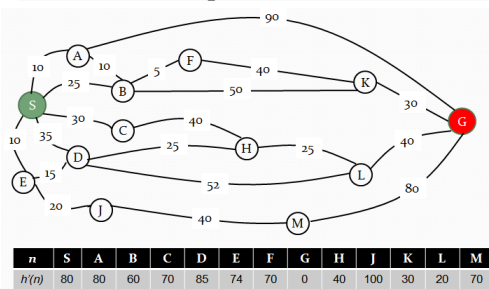 90
A
10
10
F
5
40
25
B
50
K
S
30
30
G
C
40
35
10
D
25
H
25
40
15
E
52
L
80
20
J
40
M
n S A B C D E F G H J K L M
h'(n) 80 80 60 70 85 74 70 0 40 100 30 20 70